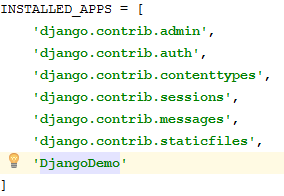 INSTALLED_APPS = [
    'django.contrib.admin',
    'django.contrib.auth',
    'django.contrib.contenttypes',
    'django.contrib.sessions',
    'django.contrib.messages',
    'django.contrib.staticfiles',
    'DjangoDemo'
]